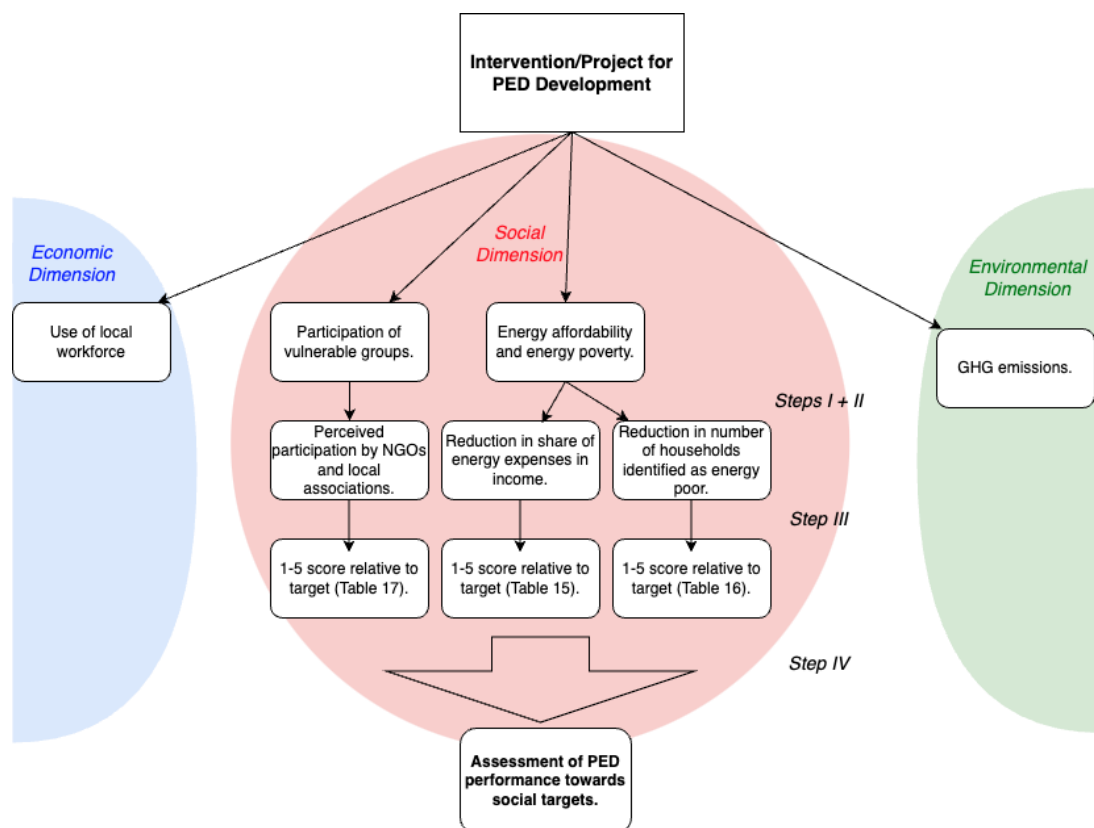 Intervention/Project for
PED Development
Economic
Dimension
Social
Dimension
Environmental
Dimension
Use of local
workforce
Participation of
vulnerable groups.
Energy affordability
and energy poverty.
GHG emissions.
Steps I + II
Perceived
participation by NGOs
and local
associations.
Reduction in share of
energy expenses in
income.
Reduction in number
of households
identified as energy
poor.
Step III
1-5 score relative to
target (Table 17).
1-5 score relative to
target (Table 15).
1-5 score relative to
target (Table 16).
Step IV
Assessment of PED
performance towards
social targets.